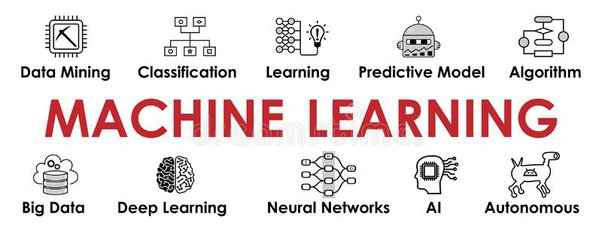 Data Mining Classification Learning Predictive Model Algorithm
MACHINE LEARNING
Big Data Deep Learning Neural Networks AI Autonomous